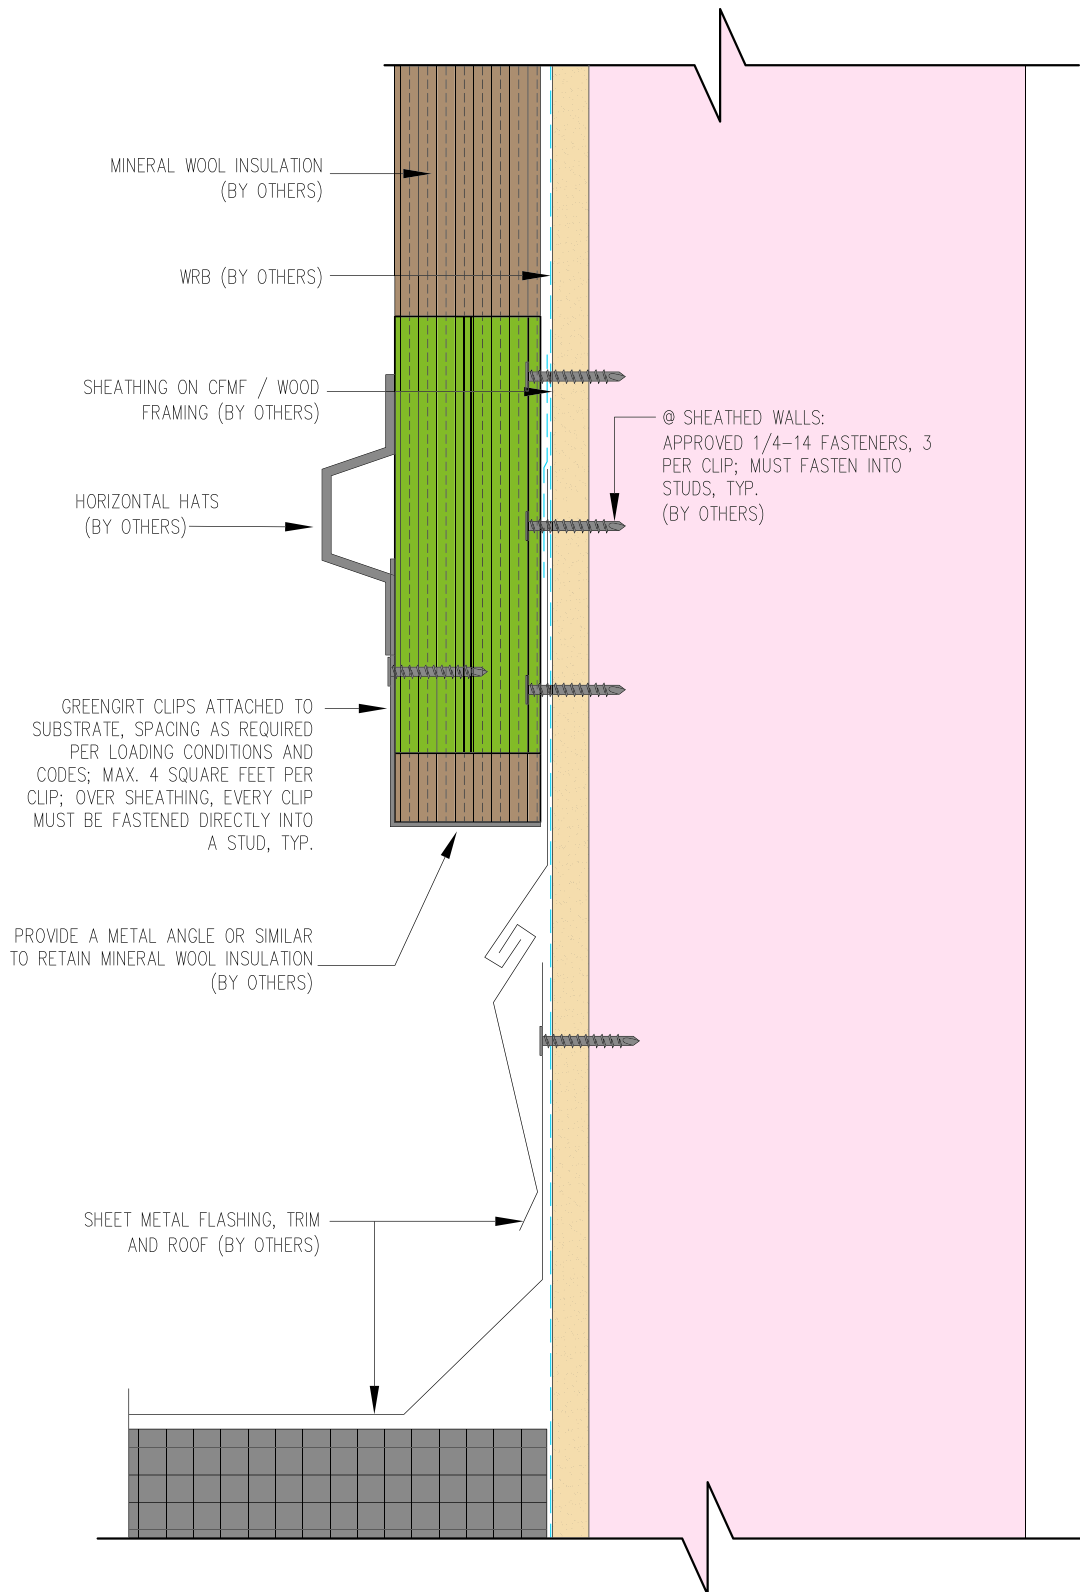 MINERAL WOOL INSULATION
(BY OTHERS)
WRB (BY OTHERS)
SHEATHING ON CFMF / WOOD
FRAMING (BY OTHERS)
@ SHEATHED WALLS:
APPROVED 1/4-14 FASTENERS, 3
PER CLIP; MUST FASTEN INTO
STUDS, TYP.
(BY OTHERS)
HORIZONTAL HATS
(BY OTHERS)
GREENGIRT CLIPS ATTACHED TO
SUBSTRATE, SPACING AS REQUIRED
PER LOADING CONDITIONS AND
CODES; MAX. 4 SQUARE FEET PER
CLIP; OVER SHEATHING, EVERY CLIP
MUST BE FASTENED DIRECTLY INTO
A STUD, TYP.
PROVIDE A METAL ANGLE OR SIMILAR
TO RETAIN MINERAL WOOL INSULATION
(BY OTHERS)
SHEET METAL FLASHING, TRIM
AND ROOF (BY OTHERS)